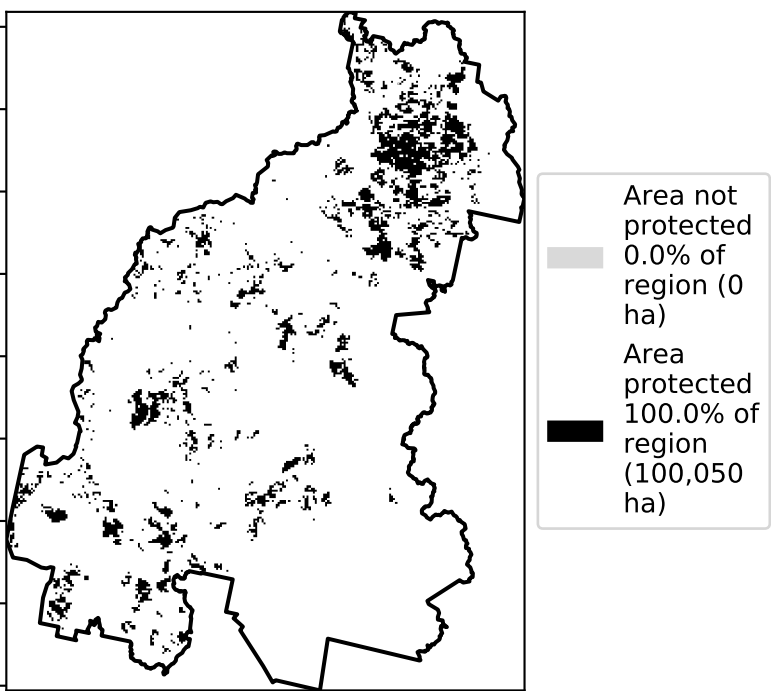 Area not
protected
0.0% of
region (0
ha)
Area
protected
100.0% of
region
(100,050
ha)